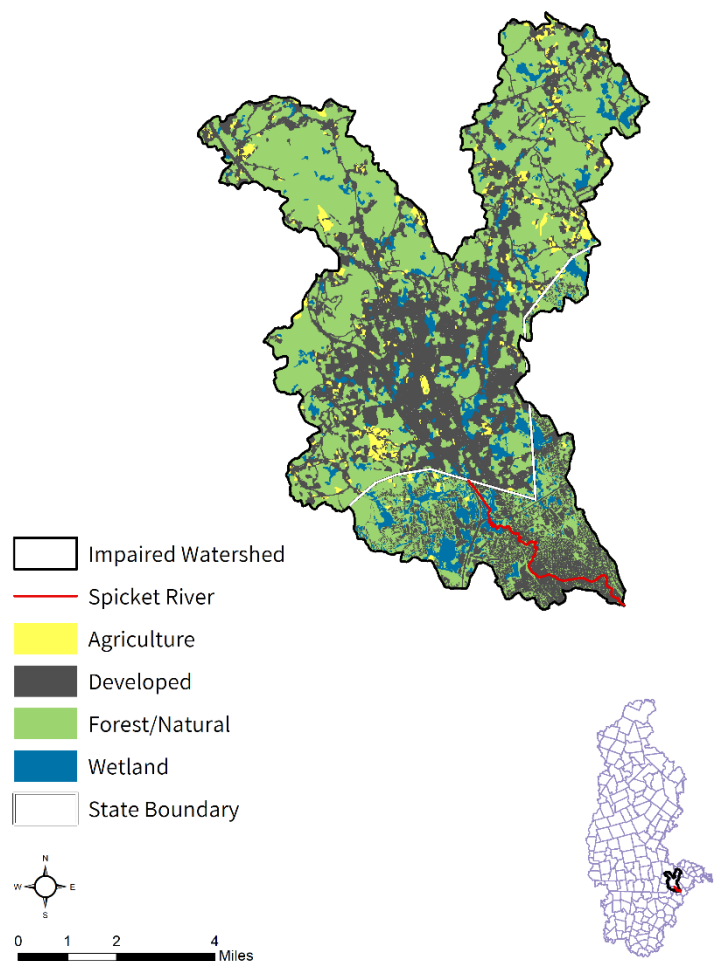 Impaired Watershed
Spicket River
Agriculture
Developed
Forest/Natural
Wetland
State Boundary
N
W E
S
0 1 2 4
Miles